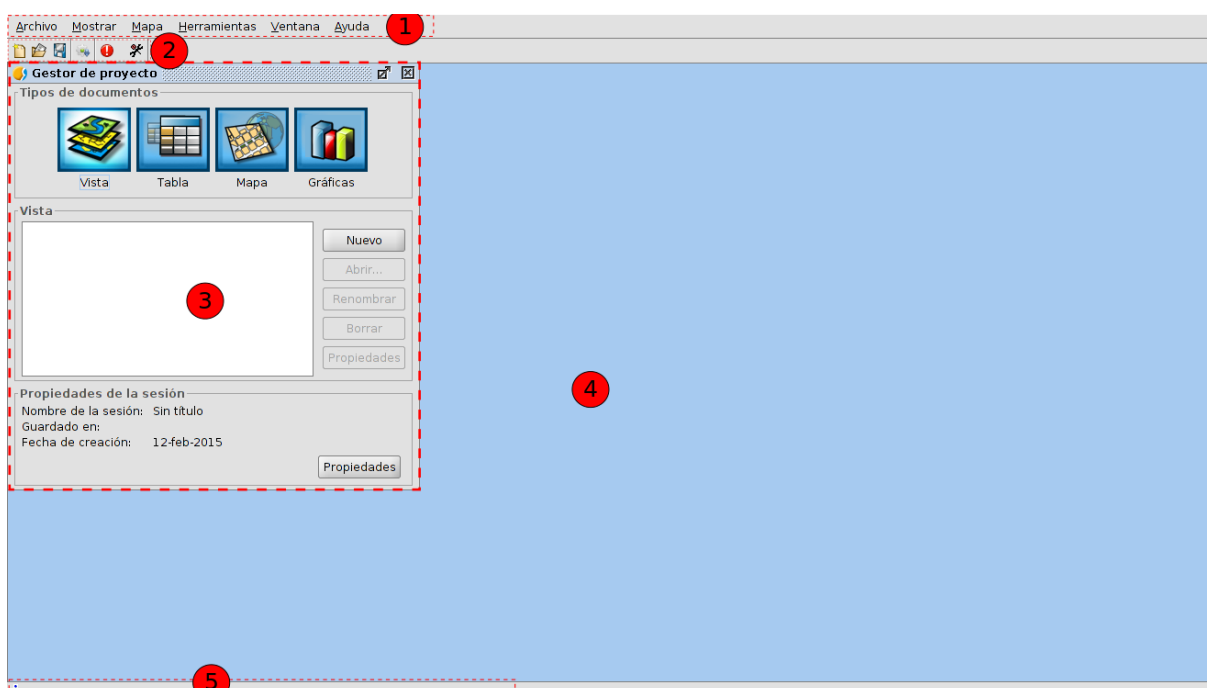 Archivo Mostrar Mapa Herramientas Ventana Ayuda 1
2
Gestor de proyecto
Tipos de documentos
Vista Tabla Mapa Gráficas
Vista
Nuevo
Abrir...
Renombrar
Borrar
Propiedades
3
4
Propiedades de la sesión
Nombre de la sesión: Sin título
Guardado en:
Fecha de creación: 12-feb-2015
Propiedades
5